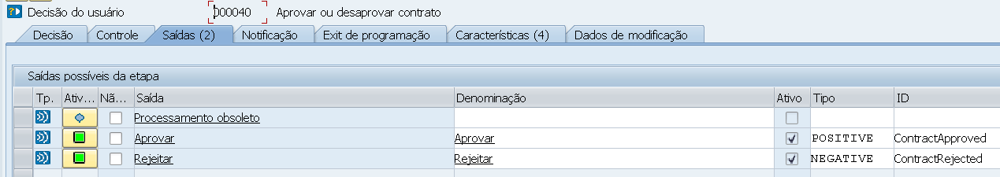 Decisão do usuário 000040 Aprovar ou desaprovar contrato
Decisão Controle Saídas (2) Notificação Exit de programação Características (4) Dados de modificação
Saídas possíveis da etapa
Tp. Ativ... Nã... Saída Denominação Ativo Tipo ID
Processamento obsoleto
Aprovar Aprovar POSITIVE ContractApproved
Rejeitar Rejeitar NEGATIVE ContractRejected